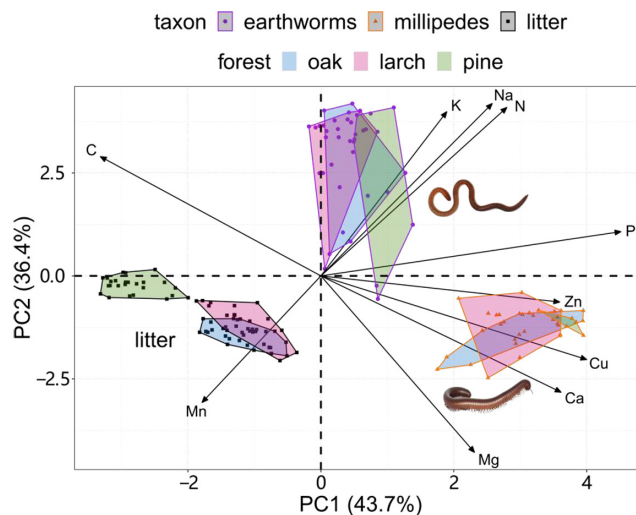 taxon earthworms millipedes litter
forest oak larch pine
K Na N
C
P
Zn
Cu
Ca
Mg
Mn
litter
2.5
0.0
−2.5
PC2 (36.4%)
−2 0 2 4
PC1 (43.7%)